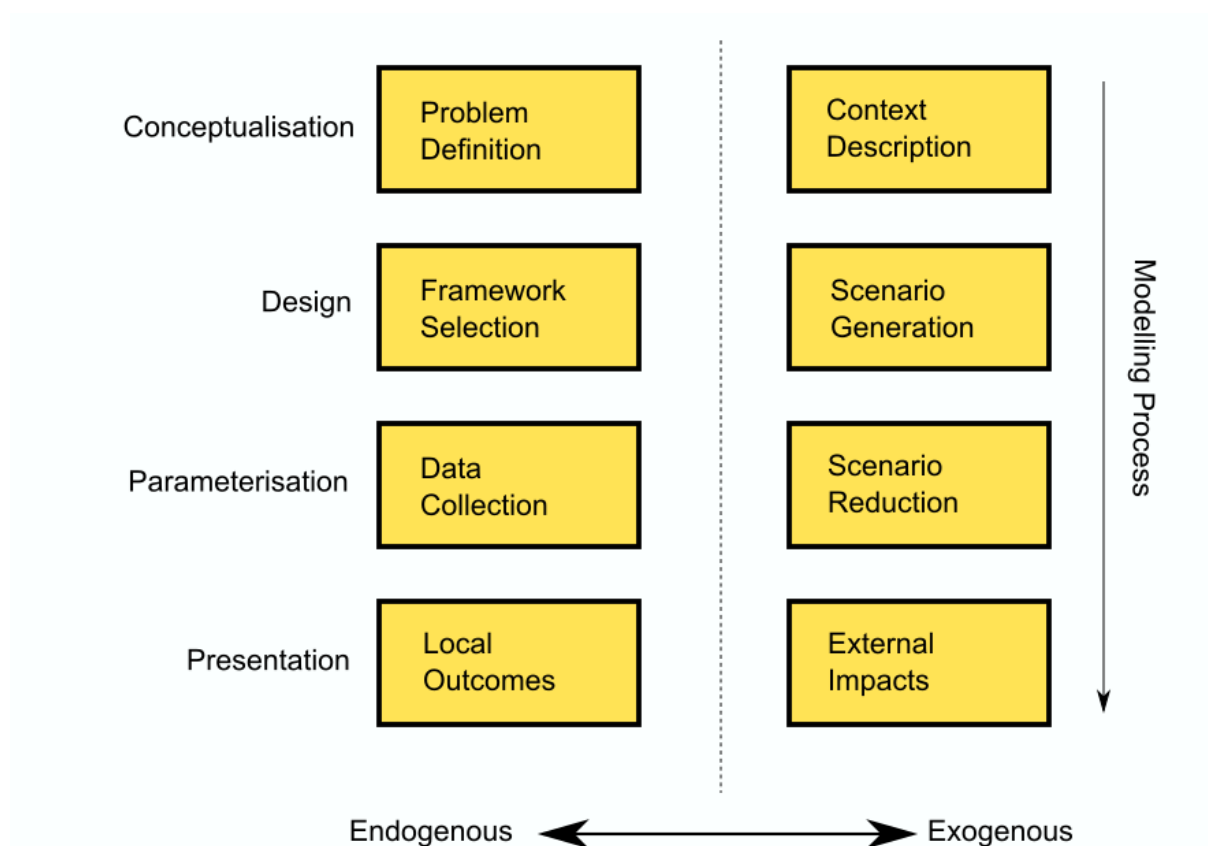 Conceptualisation
Problem
Definition
Context
Description
Design
Framework
Selection
Scenario
Generation
Parameterisation
Data
Collection
Scenario
Reduction
Presentation
Local
Outcomes
External
Impacts
Modelling Process
Endogenous
Exogenous